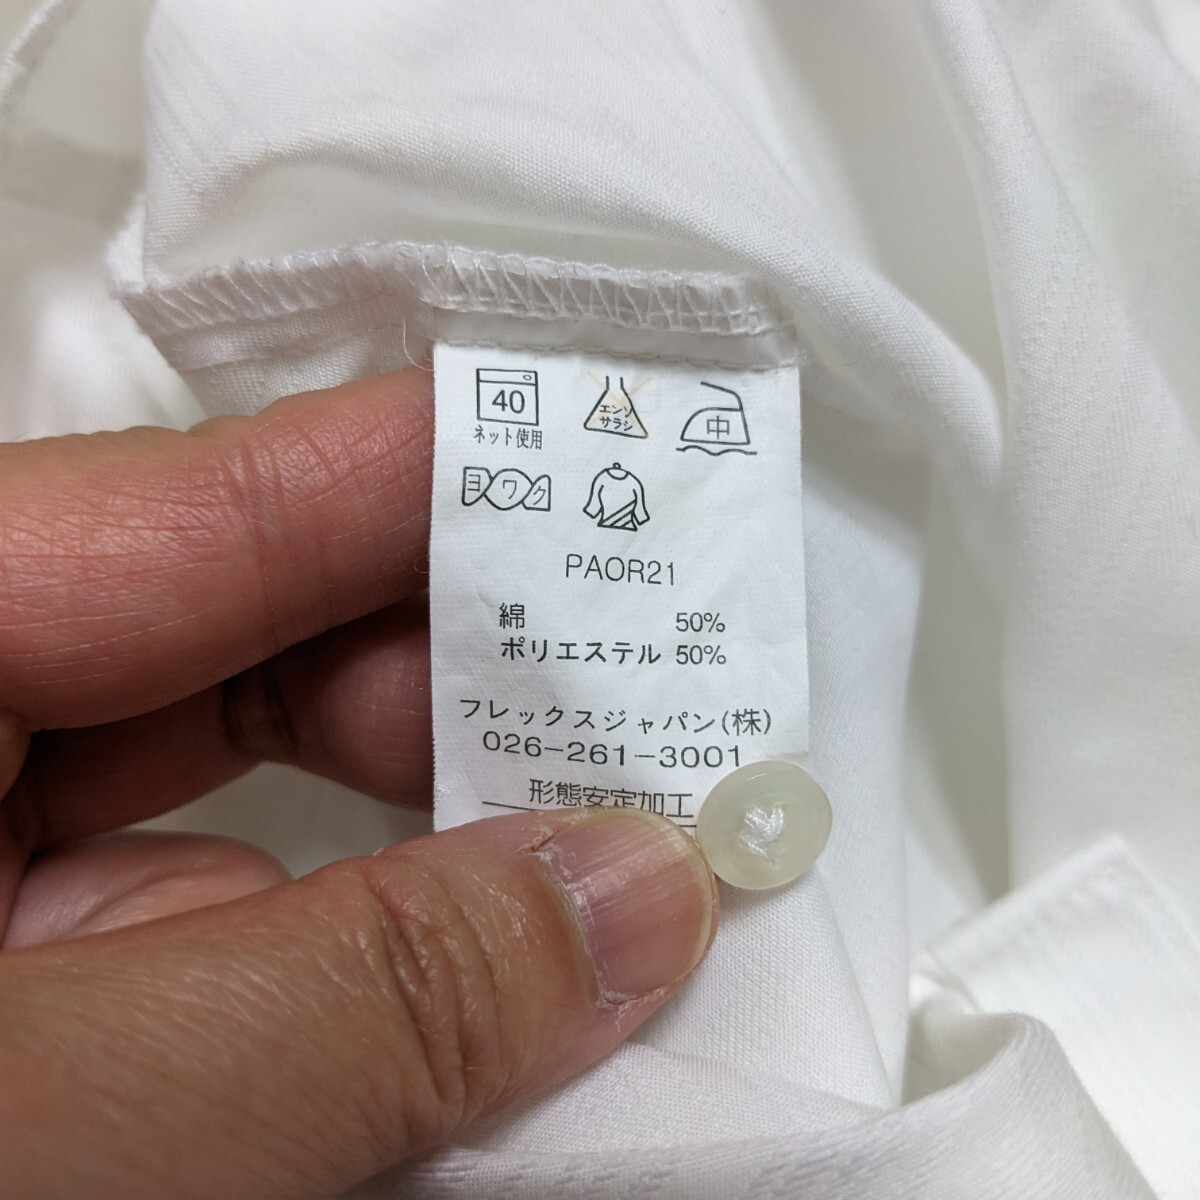 40
ネット使用
エンソ
サラシ
中
ヨワク
PAOR21
綿 50%
ポリエステル 50%
フレックスジャパン(株)
026-261-3001
形態安定加工